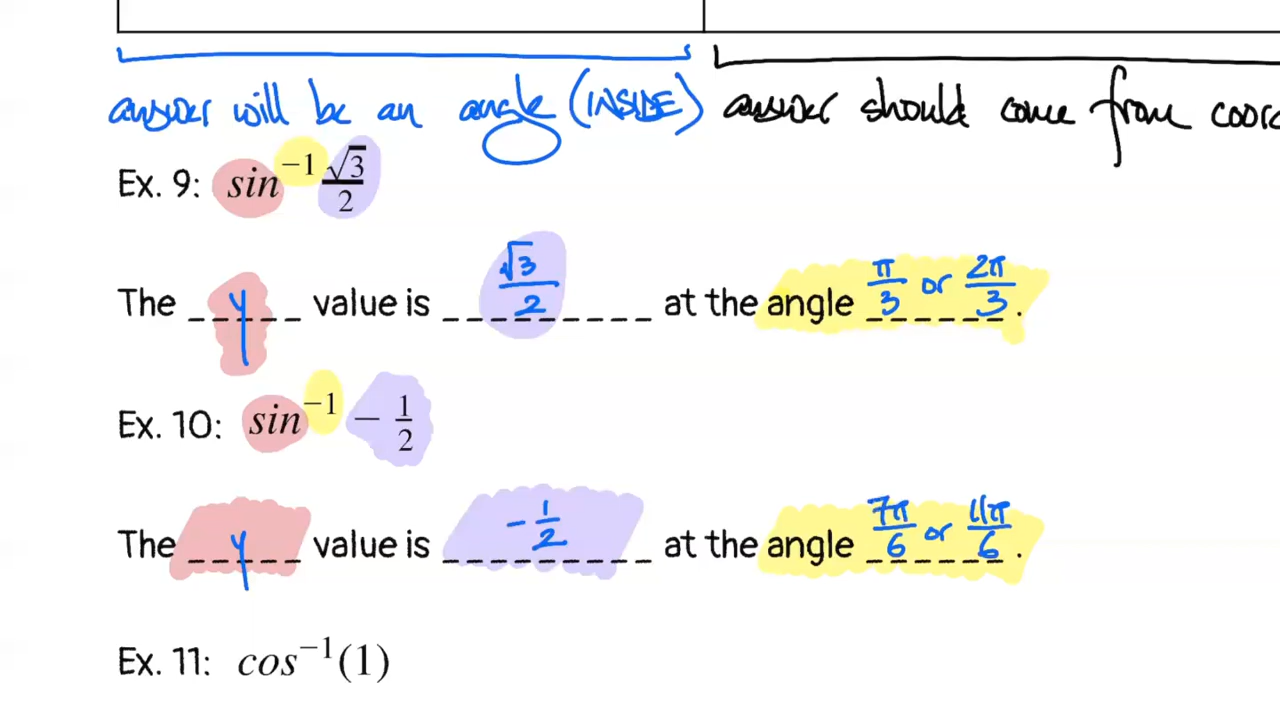 answer will be an angle (INSIDE) answer should come from coord
Ex. 9: sin⁻¹ √3/2
The y value is √3/2 at the angle π/3 or 2π/3.
Ex. 10: sin⁻¹ – 1/2
The y value is -1/2 at the angle 7π/6 or 11π/6.
Ex. 11: cos⁻¹(1)